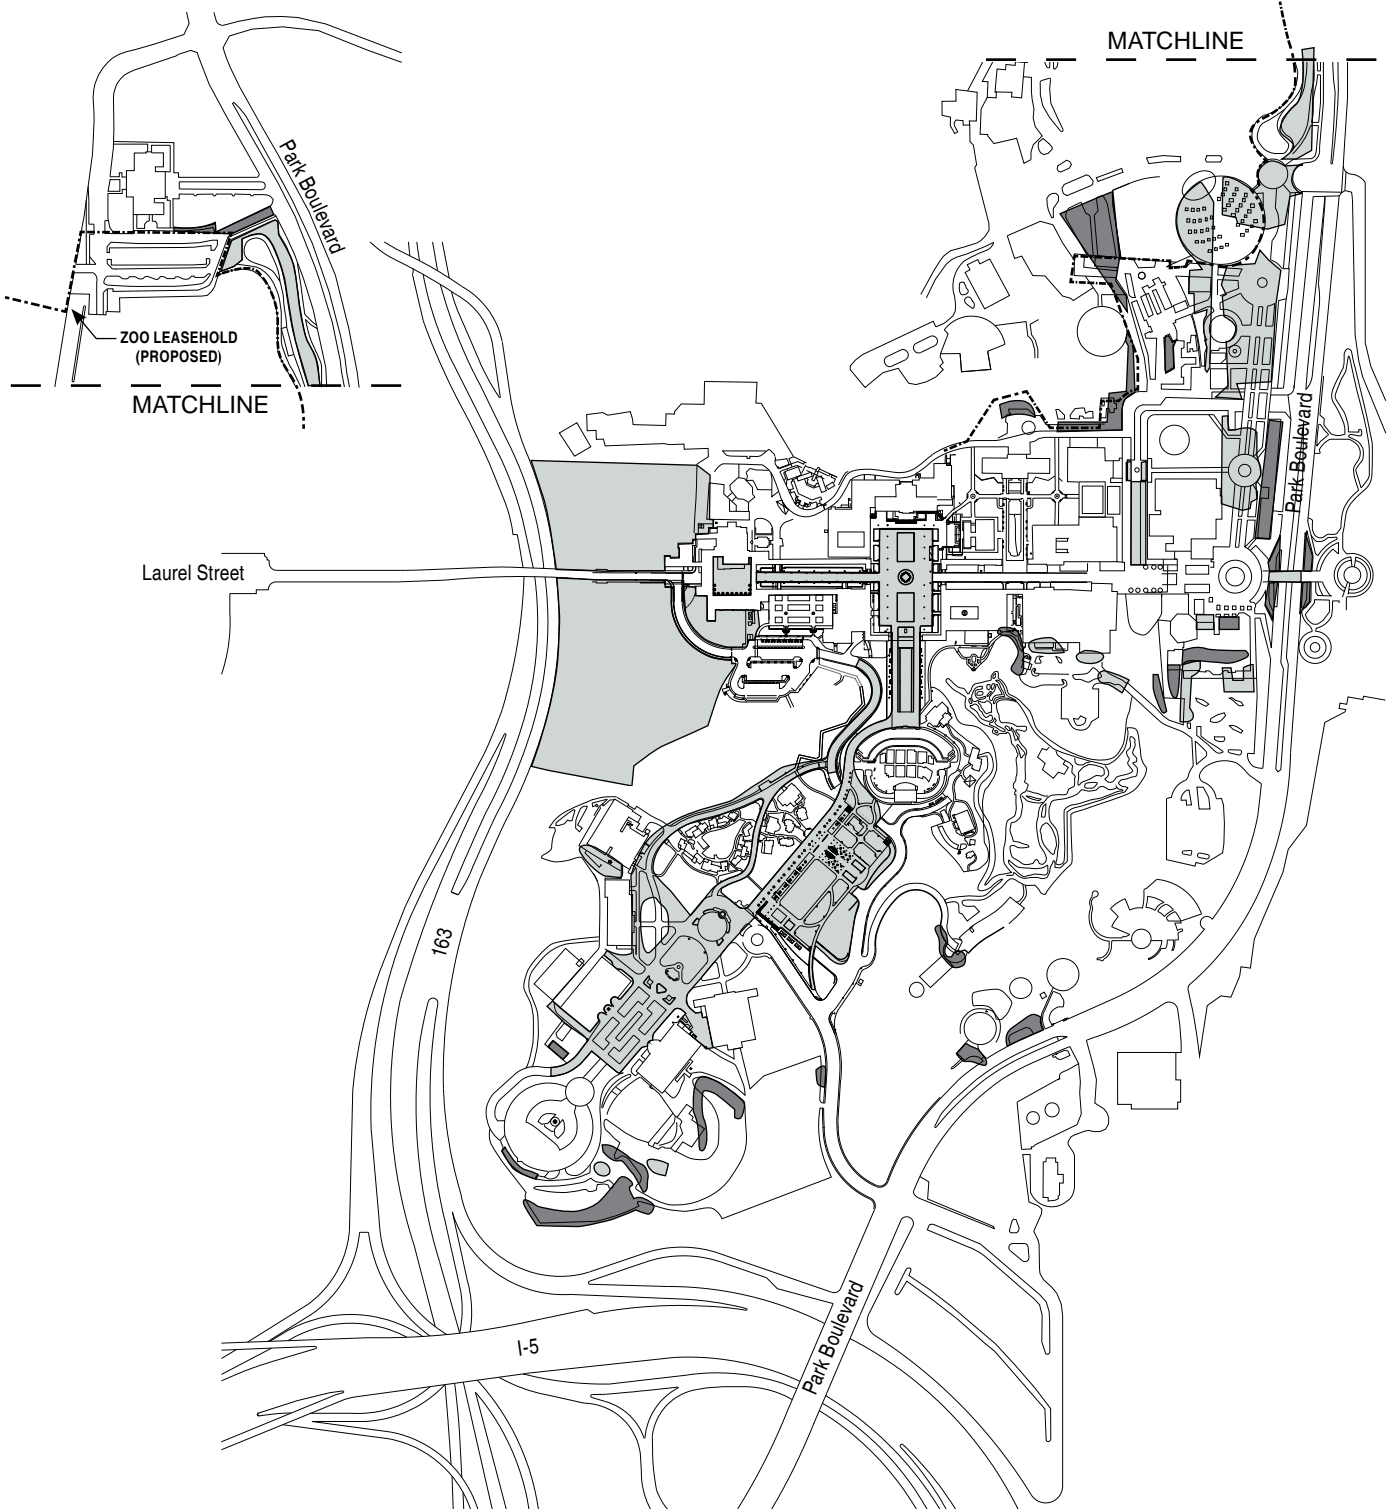 MATCHLINE
Park Boulevard
ZOO LEASEHOLD
(PROPOSED)
MATCHLINE
Park Boulevard
Laurel Street
163
I-5
Park Boulevard